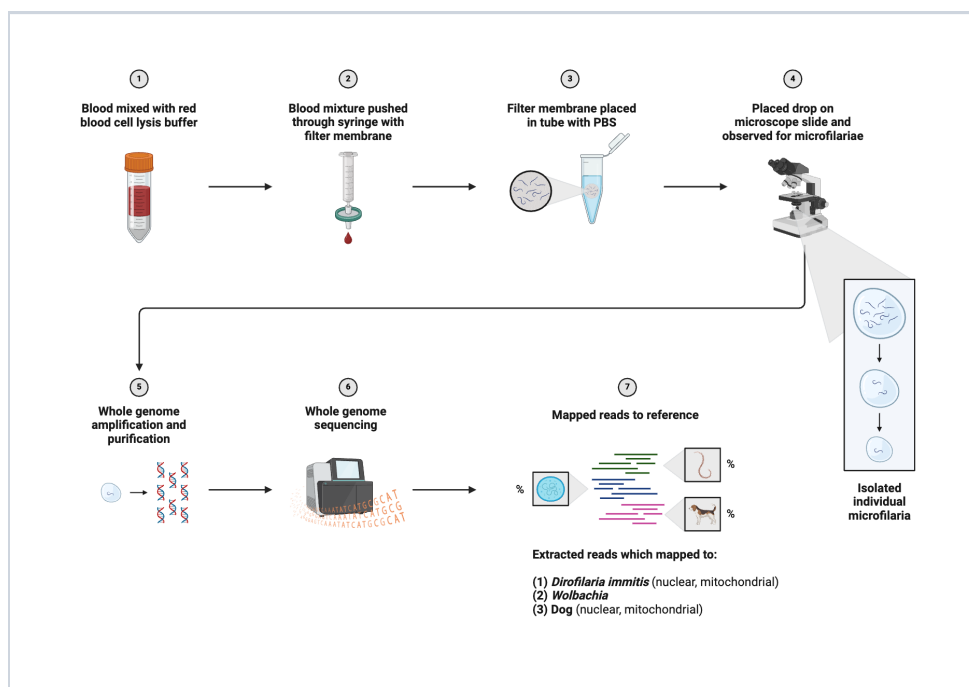 1
Blood mixed with red
blood cell lysis buffer
2
Blood mixture pushed
through syringe with
filter membrane
3
Filter membrane placed
in tube with PBS
4
Placed drop on
microscope slide and
observed for microfilariae
Isolated
individual
microfilaria
5
Whole genome
amplification and
purification
6
Whole genome
sequencing
7
Mapped reads to reference
%
%
%
Extracted reads which mapped to:
(1) Dirofilaria immitis (nuclear, mitochondrial)
(2) Wolbachia
(3) Dog (nuclear, mitochondrial)